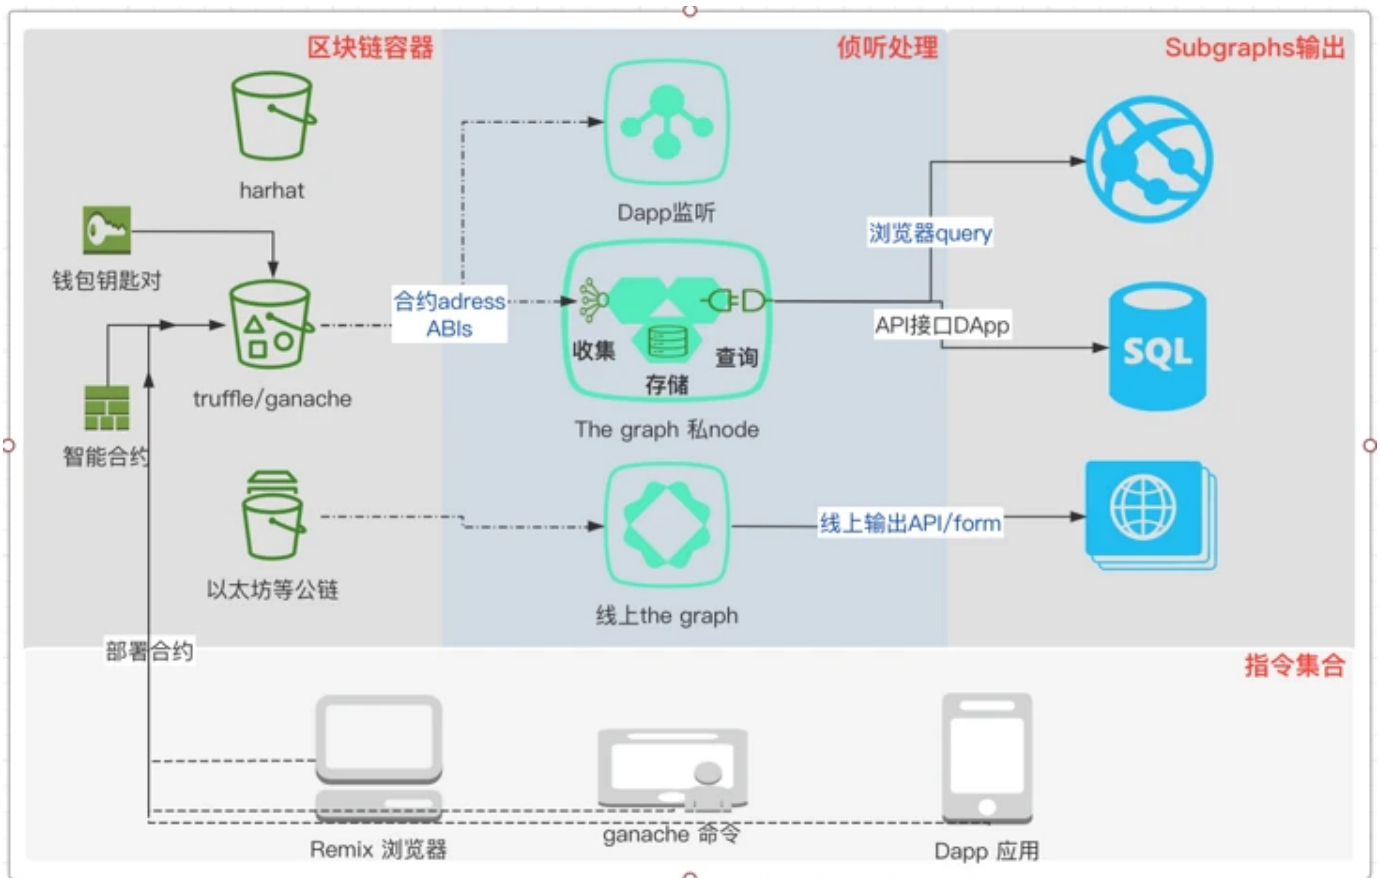 区块链容器
侦听处理
Subgraphs输出
harhat
Dapp监听
钱包钥匙对
浏览器query
合约adress
ABIs
API接口DApp
收集
存储
查询
truffle/ganache
The graph 私node
智能合约
线上输出API/form
以太坊等公链
线上the graph
SQL
部署合约
指令集合
Remix 浏览器
ganache 命令
Dapp 应用